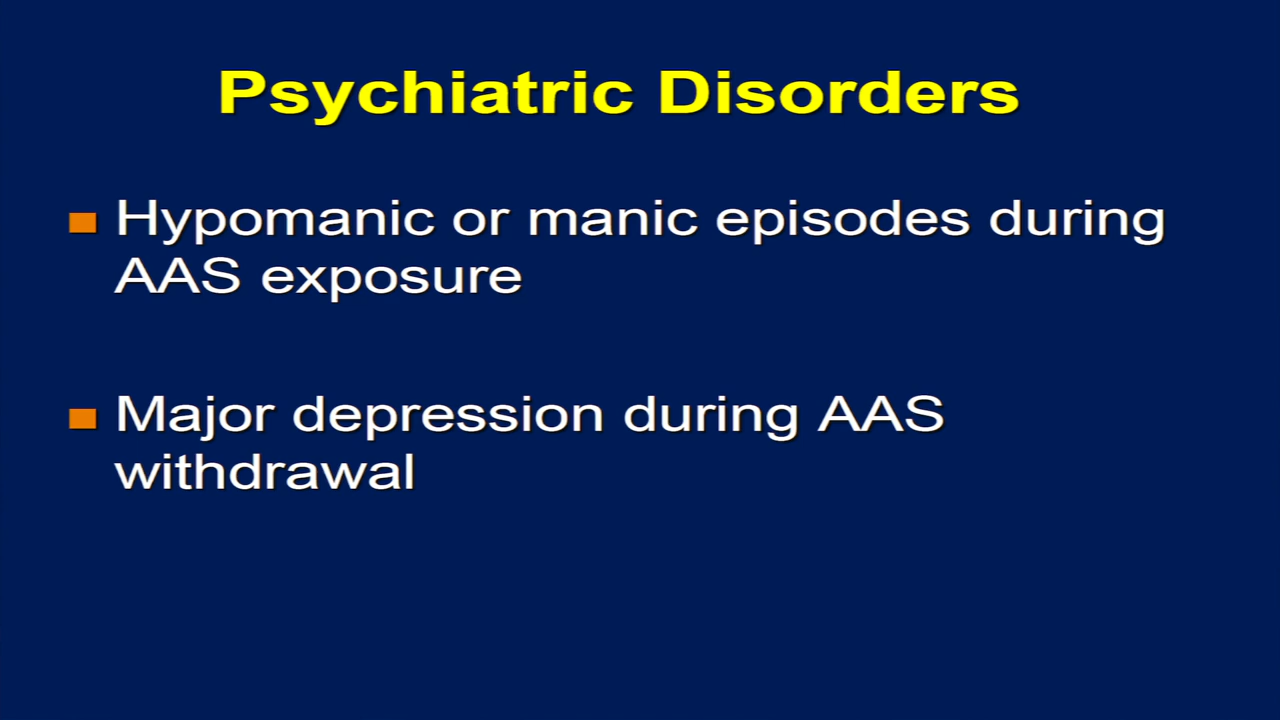 Psychiatric Disorders
Hypomanic or manic episodes during
AAS exposure
Major depression during AAS
withdrawal